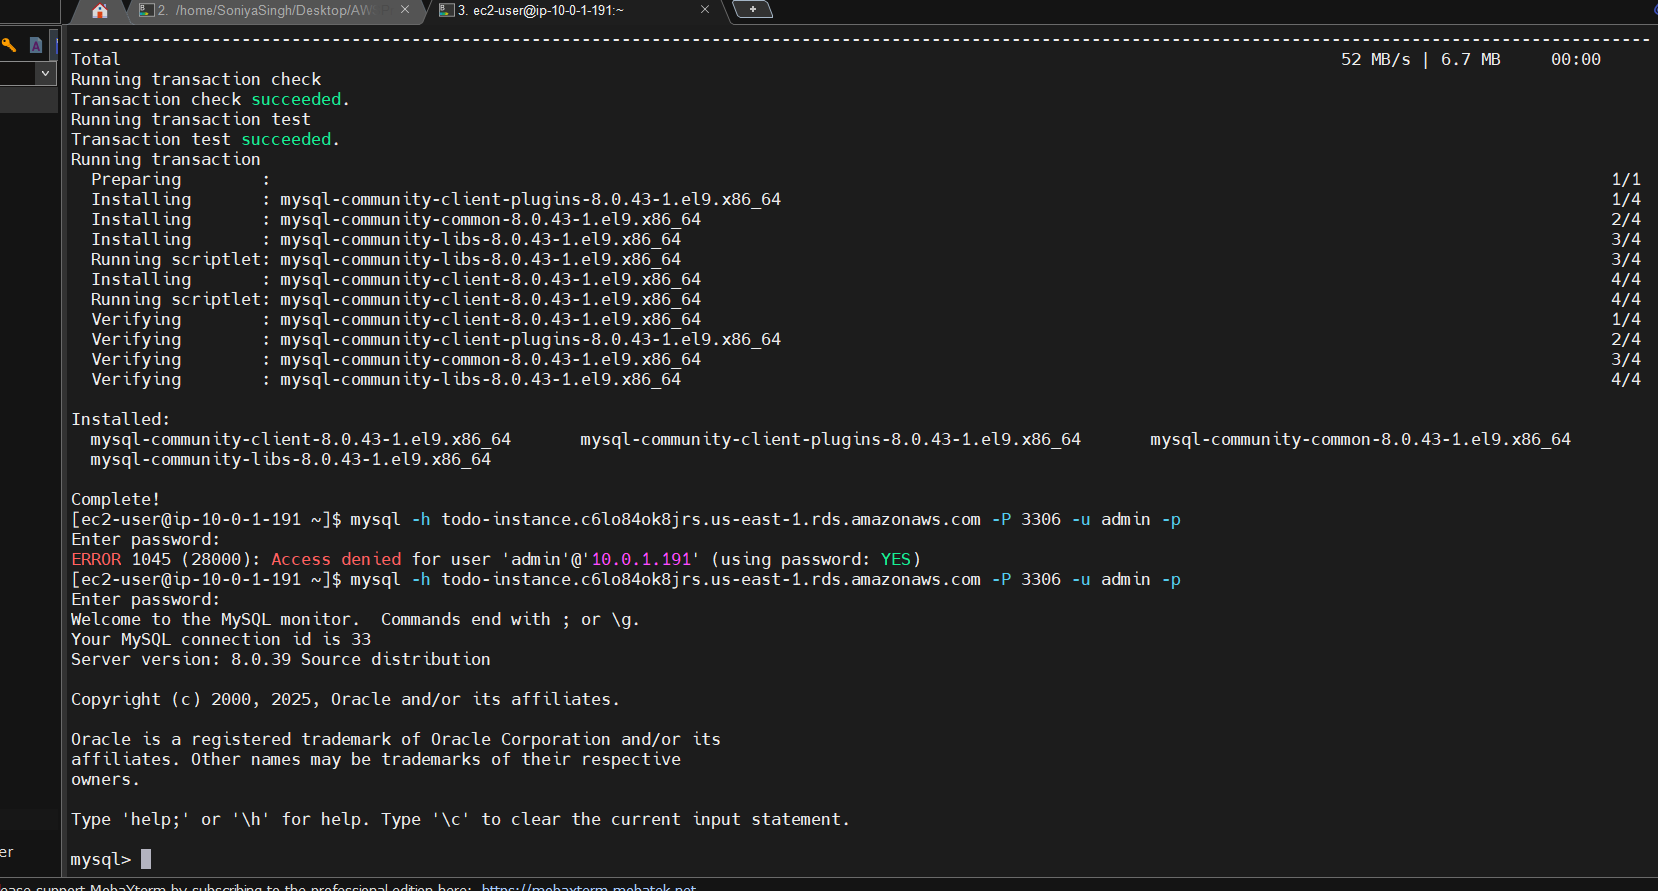 2. /home/SoniyaSingh/Desktop/AW
3. ec2-user@ip-10-0-1-191:~
Total 52 MB/s | 6.7 MB 00:00
Running transaction check
Transaction check succeeded.
Running transaction test
Transaction test succeeded.
Running transaction
Preparing : 1/1
Installing : mysql-community-client-plugins-8.0.43-1.el9.x86_64 1/4
Installing : mysql-community-common-8.0.43-1.el9.x86_64 2/4
Installing : mysql-community-libs-8.0.43-1.el9.x86_64 3/4
Running scriptlet: mysql-community-libs-8.0.43-1.el9.x86_64 3/4
Installing : mysql-community-client-8.0.43-1.el9.x86_64 4/4
Running scriptlet: mysql-community-client-8.0.43-1.el9.x86_64 4/4
Verifying : mysql-community-client-8.0.43-1.el9.x86_64 1/4
Verifying : mysql-community-client-plugins-8.0.43-1.el9.x86_64 2/4
Verifying : mysql-community-common-8.0.43-1.el9.x86_64 3/4
Verifying : mysql-community-libs-8.0.43-1.el9.x86_64 4/4
Installed:
mysql-community-client-8.0.43-1.el9.x86_64 mysql-community-client-plugins-8.0.43-1.el9.x86_64 mysql-community-common-8.0.43-1.el9.x86_64
mysql-community-libs-8.0.43-1.el9.x86_64
Complete!
[ec2-user@ip-10-0-1-191 ~]$ mysql -h todo-instance.c6lo84ok8jrs.us-east-1.rds.amazonaws.com -P 3306 -u admin -p
Enter password:
ERROR 1045 (28000): Access denied for user 'admin'@'10.0.1.191' (using password: YES)
[ec2-user@ip-10-0-1-191 ~]$ mysql -h todo-instance.c6lo84ok8jrs.us-east-1.rds.amazonaws.com -P 3306 -u admin -p
Enter password:
Welcome to the MySQL monitor.  Commands end with ; or \g.
Your MySQL connection id is 33
Server version: 8.0.39 Source distribution
Copyright (c) 2000, 2025, Oracle and/or its affiliates.
Oracle is a registered trademark of Oracle Corporation and/or its
affiliates. Other names may be trademarks of their respective
owners.
Type 'help;' or '\h' for help. Type '\c' to clear the current input statement.
mysql>
er
ease support MobaXterm by subscribing to the professional edition here: https://mobaxterm.mobatek.net